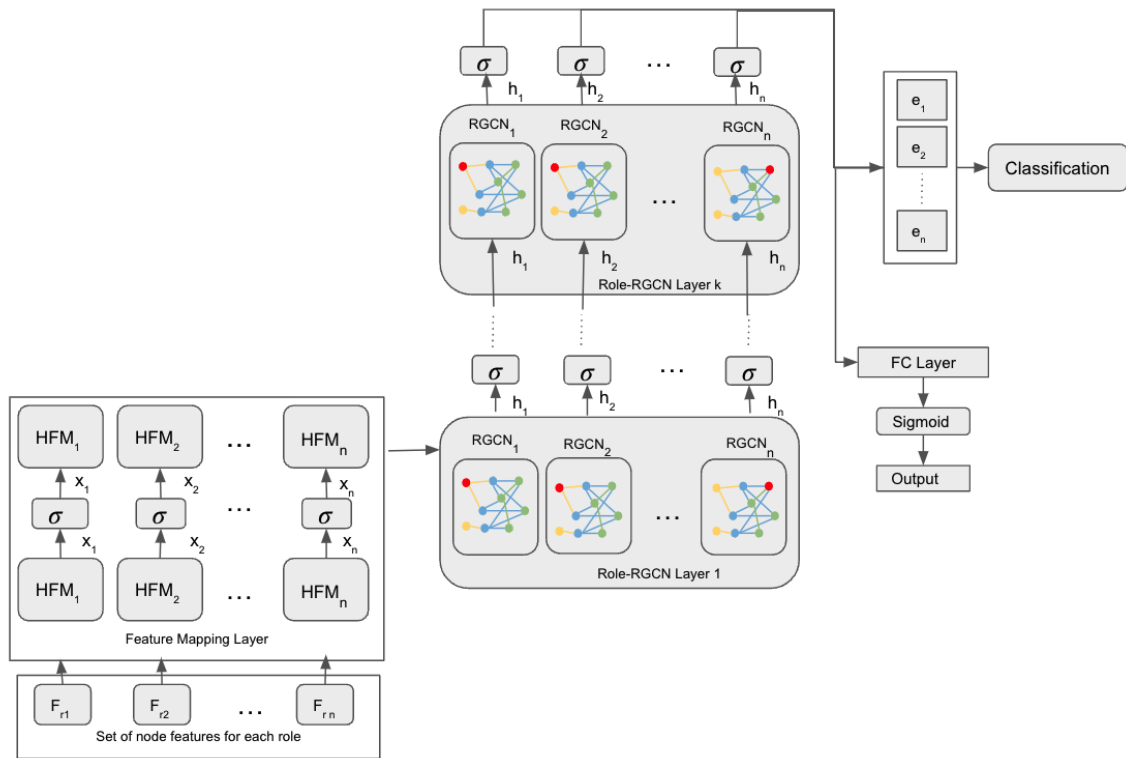 σ σ ... σ
h1 h2 hn
RGCN1 RGCN2 RGCNn
...
h1 h2 hn
Role-RGCN Layer k
e1
e2
en
Classification
σ σ ... σ
h1 h2 hn
RGCN1 RGCN2 RGCNn
...
Role-RGCN Layer 1
FC Layer
Sigmoid
Output
HFM1 HFM2 ... HFMn
x1 x2 xn
σ σ ... σ
x1 x2 xn
HFM1 HFM2 ... HFMn
Feature Mapping Layer
Fr1 Fr2 ... Fr n
Set of node features for each role